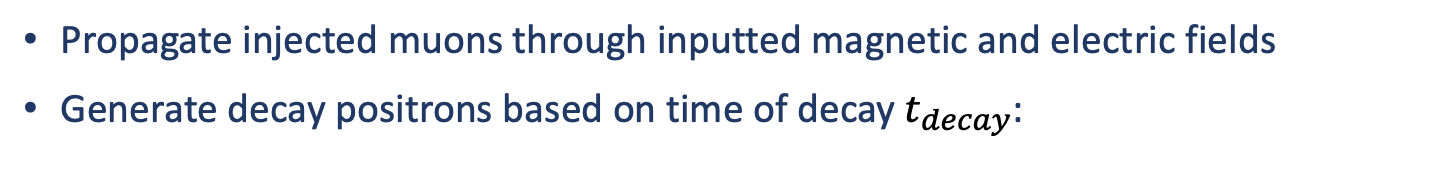 • Propagate injected muons through inputted magnetic and electric fields
• Generate decay positrons based on time of decay t_decay: